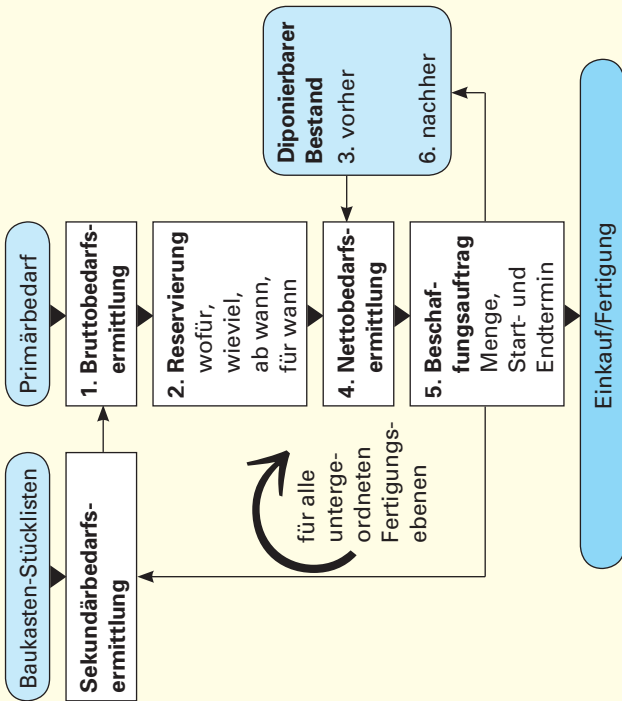 Baukasten-Stücklisten
Primärbedarf
Sekundärbedarfs-
ermittlung
1. Bruttobedarfs-
ermittlung
2. Reservierung
wofür,
wieviel,
ab wann,
für wann
Diponierbarer
Bestand
3. vorher
6. nachher
für alle
unterge-
ordneten
Fertigungs-
ebenen
4. Nettobedarfs-
ermittlung
5. Beschaf-
fungsauftrag
Menge,
Start- und
Endtermin
Einkauf/Fertigung